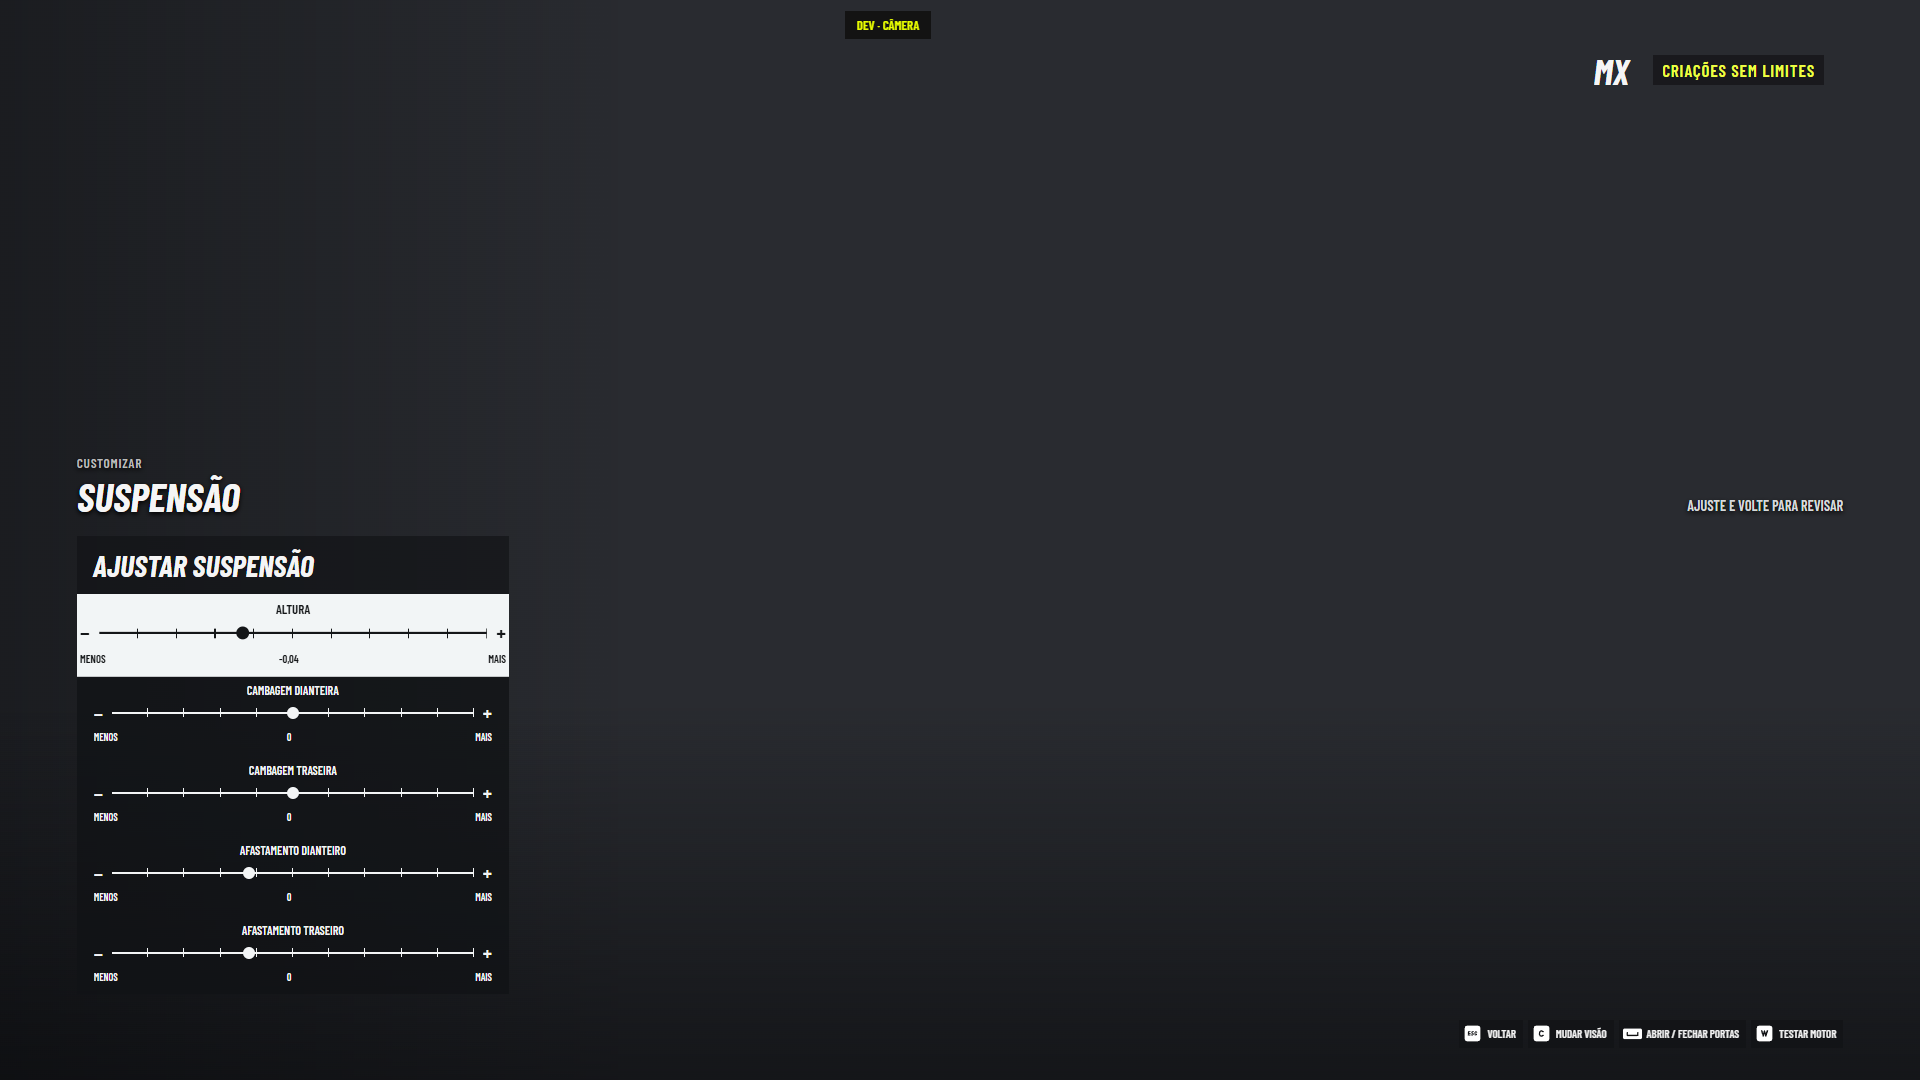 DEV - CÂMERA
MX
CRIAÇÕES SEM LIMITES
CUSTOMIZAR
SUSPENSÃO
AJUSTE E VOLTE PARA REVISAR
AJUSTAR SUSPENSÃO
ALTURA
– +
MENOS -0,04 MAIS
CAMBAGEM DIANTEIRA
– +
MENOS 0 MAIS
CAMBAGEM TRASEIRA
– +
MENOS 0 MAIS
AFASTAMENTO DIANTEIRO
– +
MENOS 0 MAIS
AFASTAMENTO TRASEIRO
– +
MENOS 0 MAIS
ESC VOLTAR C MUDAR VISÃO ABRIR / FECHAR PORTAS W TESTAR MOTOR